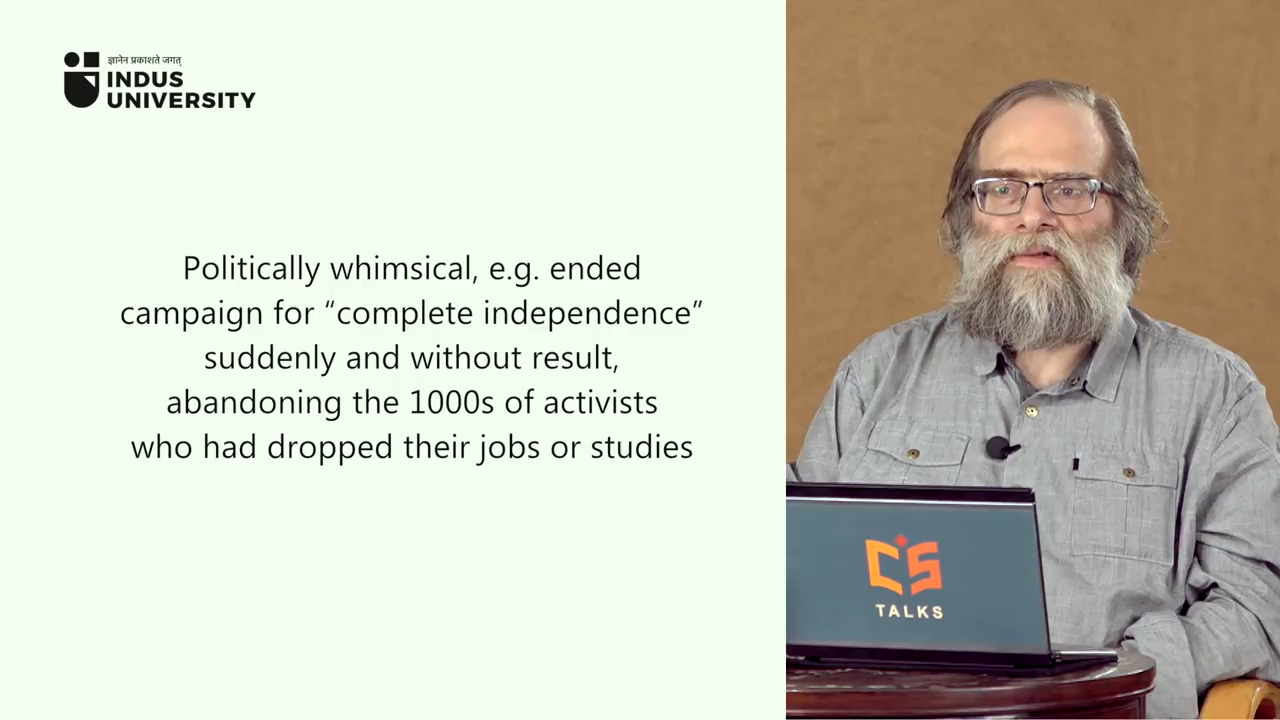 ज्ञानेन प्रकाशते जगत्
INDUS
UNIVERSITY
Politically whimsical, e.g. ended
campaign for “complete independence”
suddenly and without result,
abandoning the 1000s of activists
who had dropped their jobs or studies
CIS
TALKS